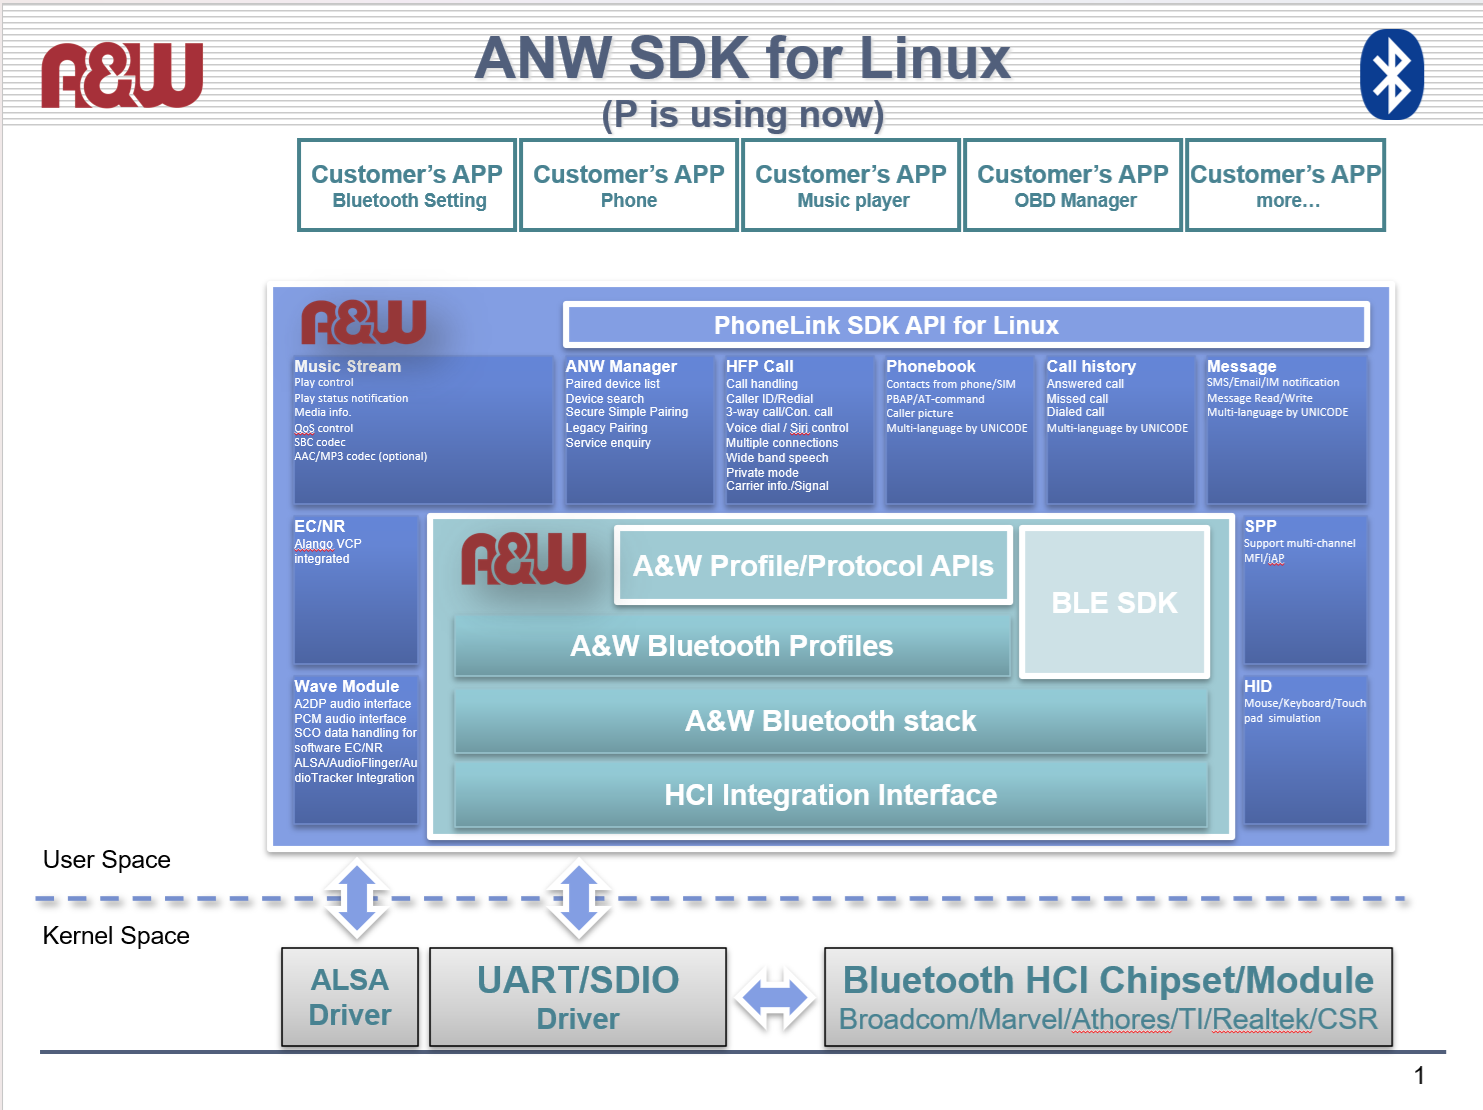 A&W
ANW SDK for Linux
(P is using now)
Customer's APP
Bluetooth Setting
Customer's APP
Phone
Customer's APP
Music player
Customer's APP
OBD Manager
Customer's APP
more...
A&W
PhoneLink SDK API for Linux
Music Stream
Play control
Play status notification
Media info.
QoS control
SBC codec
AAC/MP3 codec (optional)
ANW Manager
Paired device list
Device search
Secure Simple Pairing
Legacy Pairing
Service enquiry
HFP Call
Call handling
Caller ID/Redial
3-way call/Con. call
Voice dial / Siri control
Multiple connections
Wide band speech
Private mode
Carrier info./Signal
Phonebook
Contacts from phone/SIM
PBAP/AT-command
Caller picture
Multi-language by UNICODE
Call history
Answered call
Missed call
Dialed call
Multi-language by UNICODE
Message
SMS/Email/IM notification
Message Read/Write
Multi-language by UNICODE
EC/NR
Alango VCP
integrated
A&W
A&W Profile/Protocol APIs
BLE SDK
A&W Bluetooth Profiles
A&W Bluetooth stack
HCI Integration Interface
SPP
Support multi-channel
MFI/iAP
Wave Module
A2DP audio interface
PCM audio interface
SCO data handling for
software EC/NR
ALSA/AudioFlinger/Au
dioTracker Integration
HID
Mouse/Keyboard/Touch
pad simulation
User Space
Kernel Space
ALSA
Driver
UART/SDIO
Driver
Bluetooth HCI Chipset/Module
Broadcom/Marvel/Athores/TI/Realtek/CSR
1